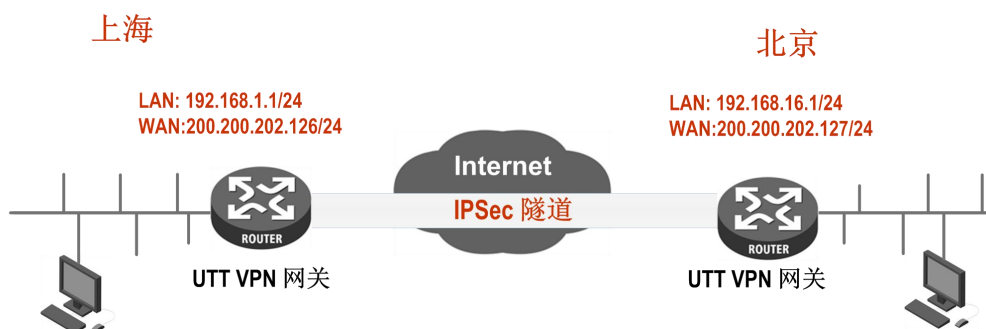 上海
北京
LAN: 192.168.1.1/24
WAN:200.200.202.126/24
LAN: 192.168.16.1/24
WAN:200.200.202.127/24
Internet
IPSec 隧道
ROUTER
ROUTER
UTT VPN 网关
UTT VPN 网关